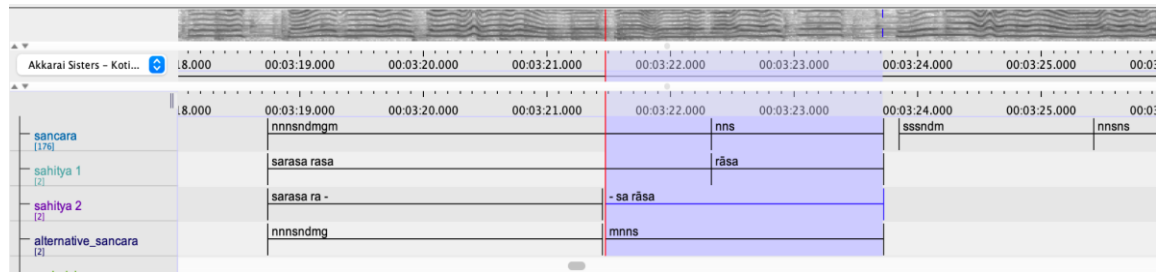 Akkarai Sisters – Koti...
18.000 00:03:19.000 00:03:20.000 00:03:21.000 00:03:22.000 00:03:23.000 00:03:24.000 00:03:25.000 00:03:
18.000 00:03:19.000 00:03:20.000 00:03:21.000 00:03:22.000 00:03:23.000 00:03:24.000 00:03:25.000 00:03
sancara nnnsndmgm nns sssndm nnsns
[176]
sahitya 1 sarasa rasa rāsa
[2]
sahitya 2 sarasa ra - - sa rāsa
[2]
alternative_sancara nnnsndmg mnns
[2]